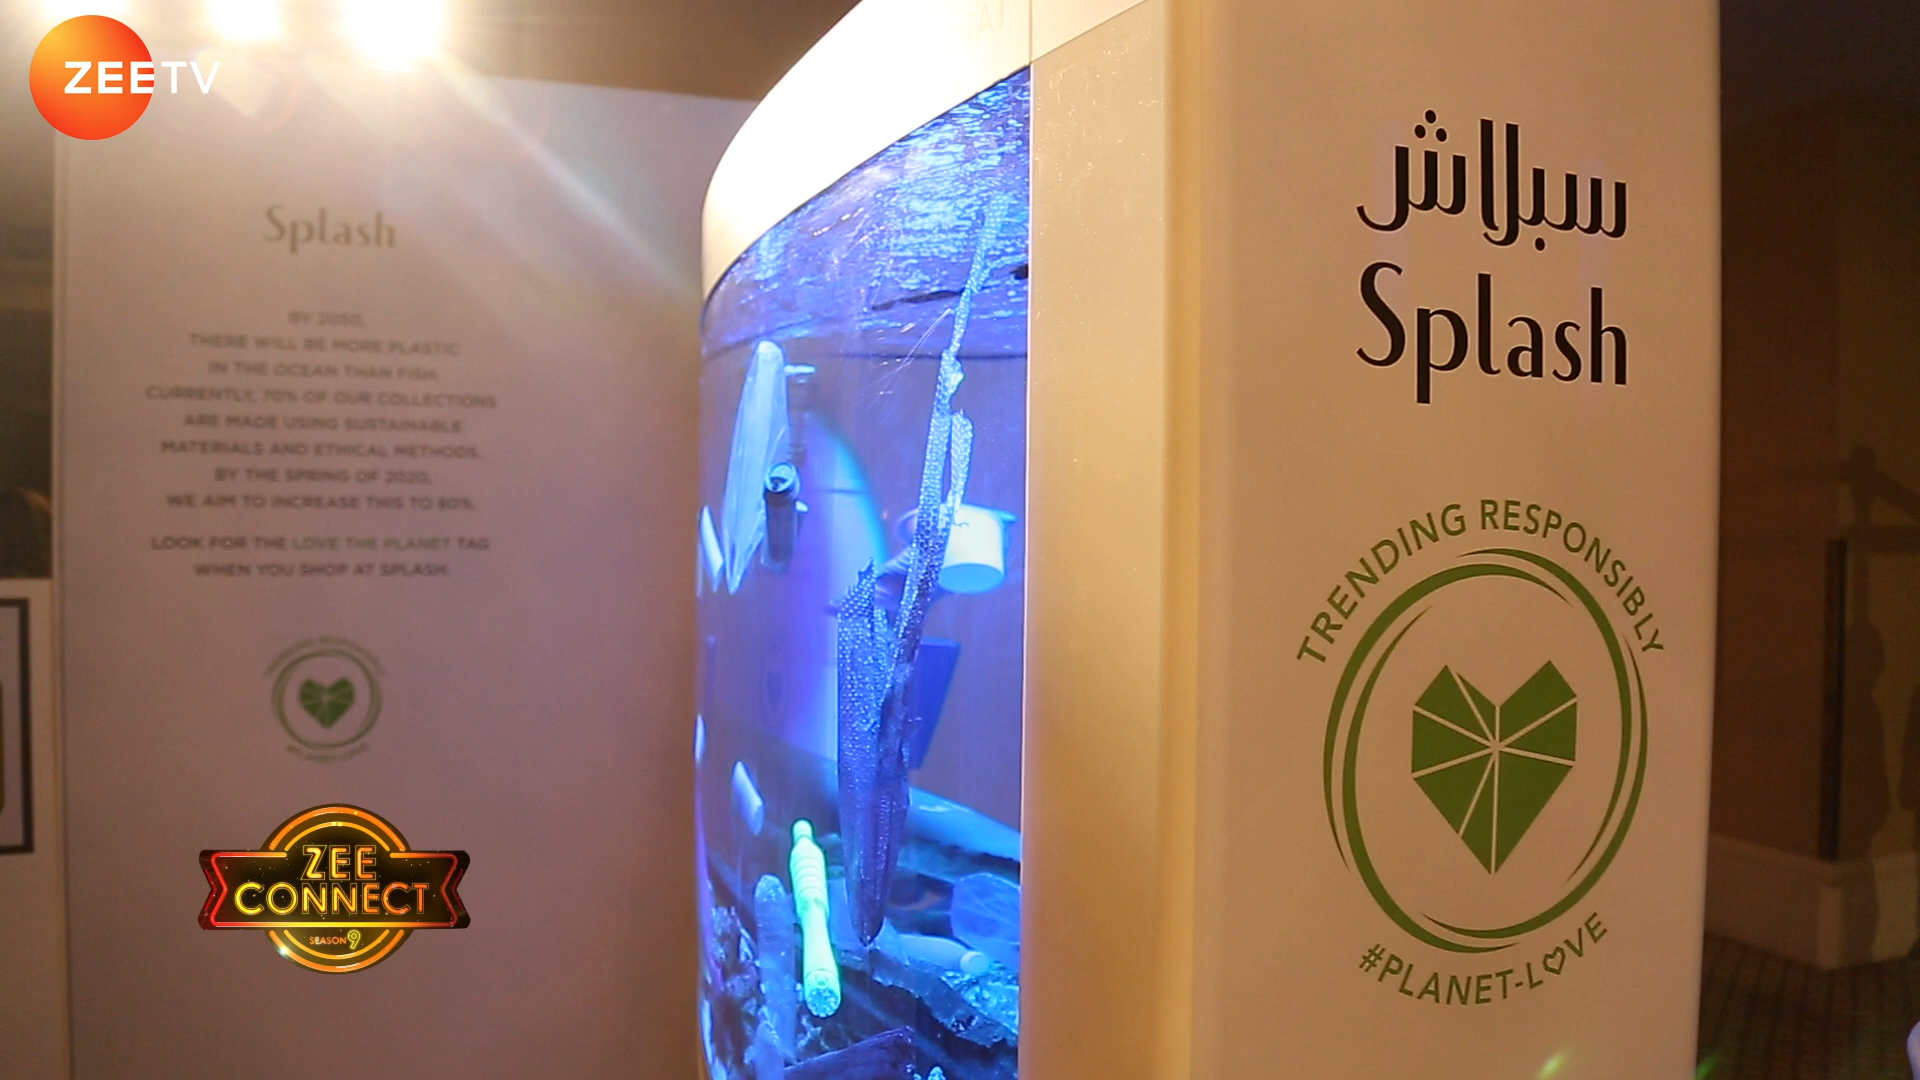 ZEE TV
Splash
BY 2050,
THERE WILL BE MORE PLASTIC
IN THE OCEAN THAN FISH.
CURRENTLY, 70% OF OUR COLLECTIONS
ARE MADE USING SUSTAINABLE
MATERIALS AND ETHICAL METHODS.
BY THE SPRING OF 2020,
WE AIM TO INCREASE THIS TO 80%.
LOOK FOR THE LOVE THE PLANET TAG
WHEN YOU SHOP AT SPLASH.
ZEE
CONNECT
SEASON 9
سبلاش
Splash
TRENDING RESPONSIBLY
#PLANET-LOVE